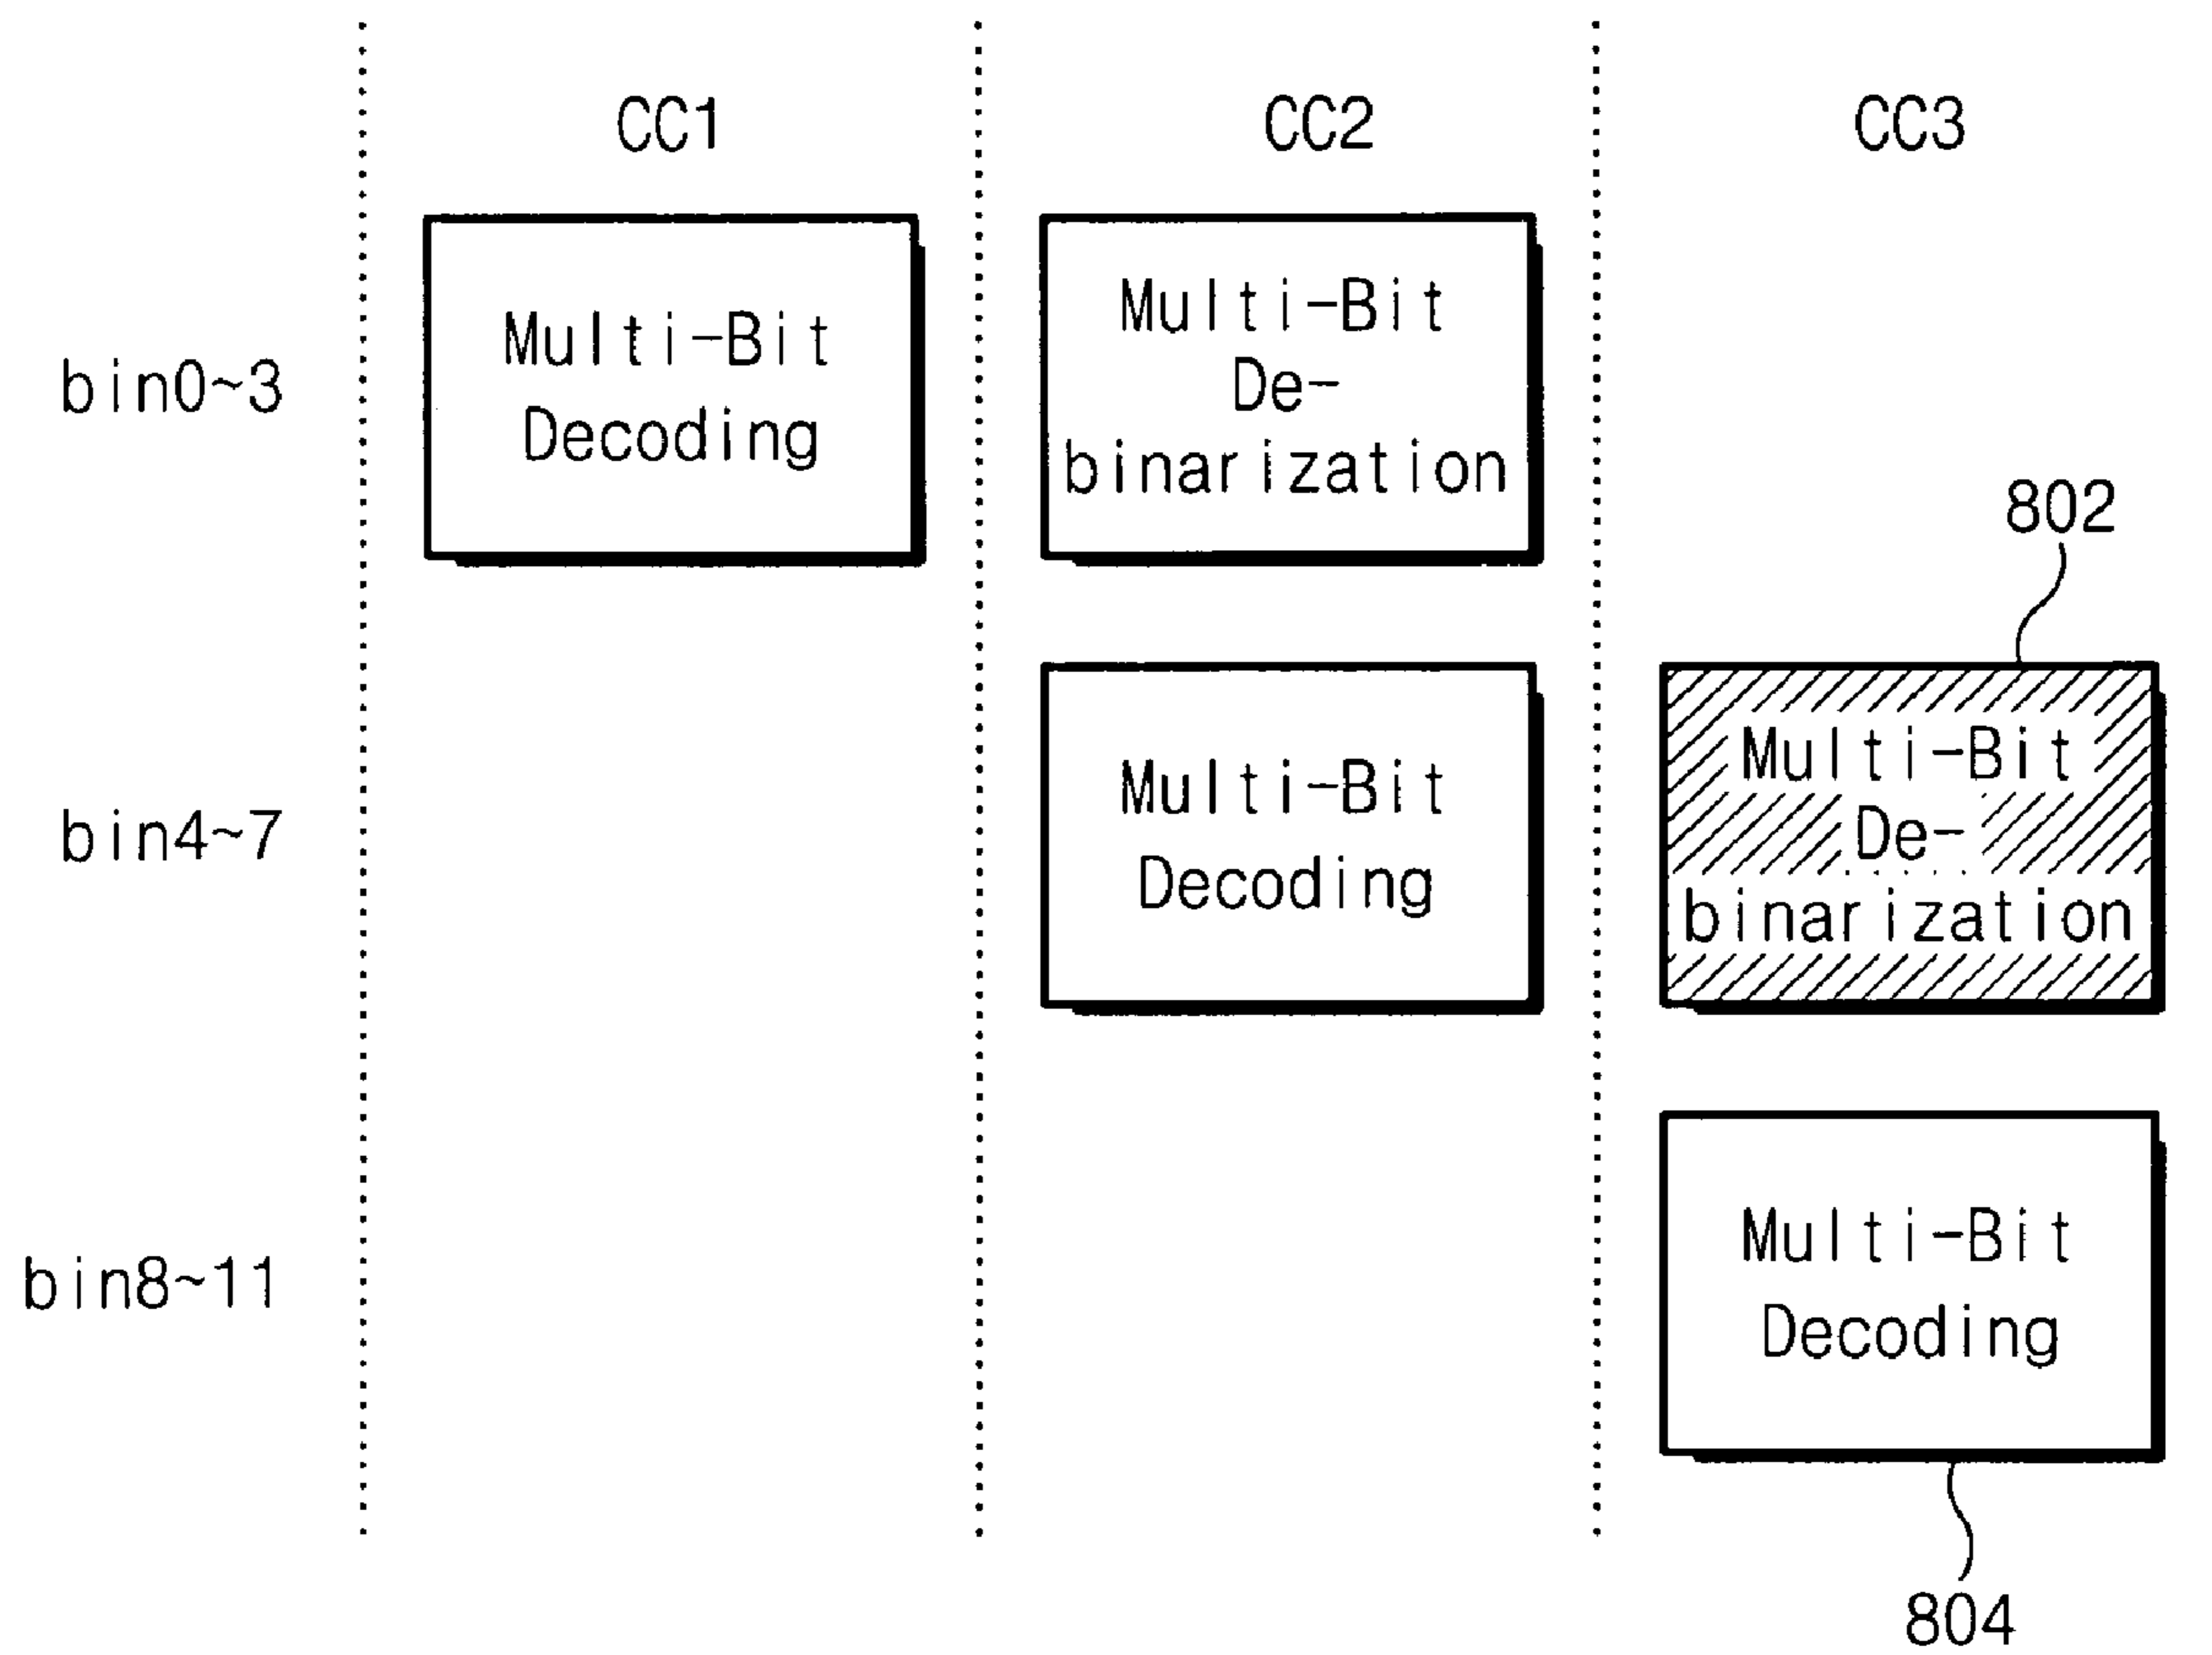 CC1 CC2 CC3
bin0~3
Multi-Bit
Decoding
Multi-Bit
De-
binarization
802
bin4~7
Multi-Bit
Decoding
Multi-Bit
De-
binarization
bin8~11
Multi-Bit
Decoding
804